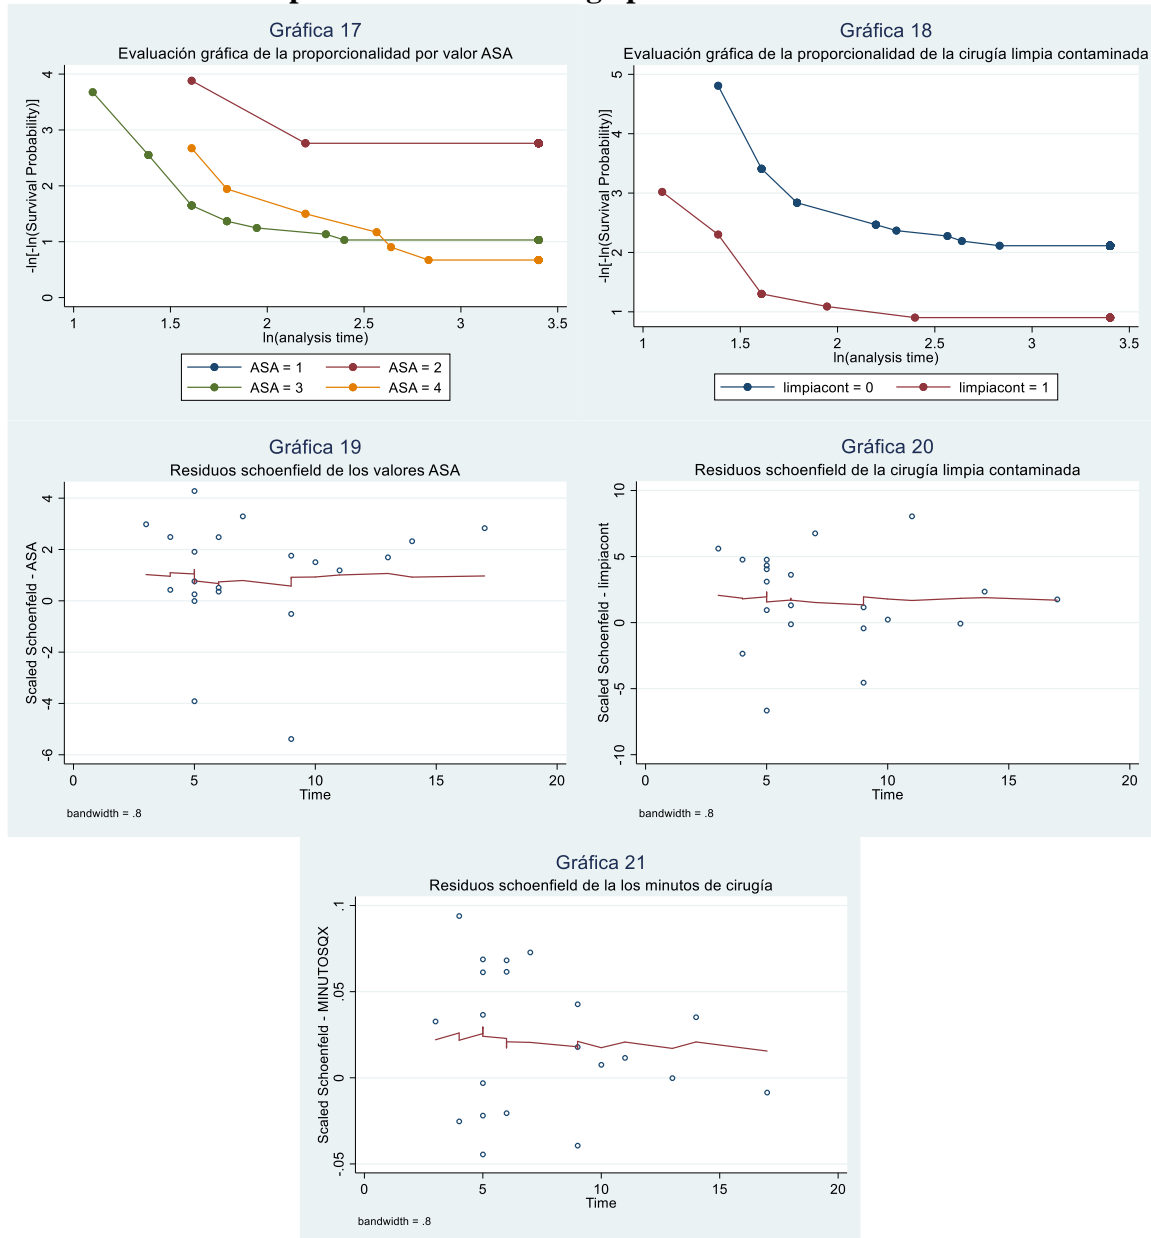 Gráfica 17
Evaluación gráfica de la proporcionalidad por valor ASA
-ln[-ln(Survival Probability)]
4
3
2
1
0
1 1.5 2 2.5 3 3.5
ln(analysis time)
ASA = 1 ASA = 2
ASA = 3 ASA = 4
Gráfica 18
Evaluación gráfica de la proporcionalidad de la cirugía limpia contaminada
-ln[-ln(Survival Probability)]
5
4
3
2
1
1 1.5 2 2.5 3 3.5
ln(analysis time)
limpiacont = 0 limpiacont = 1
Gráfica 19
Residuos schoenfield de los valores ASA
Scaled Schoenfeld - ASA
4
2
0
-2
-4
-6
0 5 10 15 20
Time
bandwidth = .8
Gráfica 20
Residuos schoenfield de la cirugía limpia contaminada
Scaled Schoenfeld - limpiacont
10
5
0
-5
-10
0 5 10 15 20
Time
bandwidth = .8
Gráfica 21
Residuos schoenfield de la los minutos de cirugía
Scaled Schoenfeld - MINUTOSQX
.1
.05
0
-.05
0 5 10 15 20
Time
bandwidth = .8